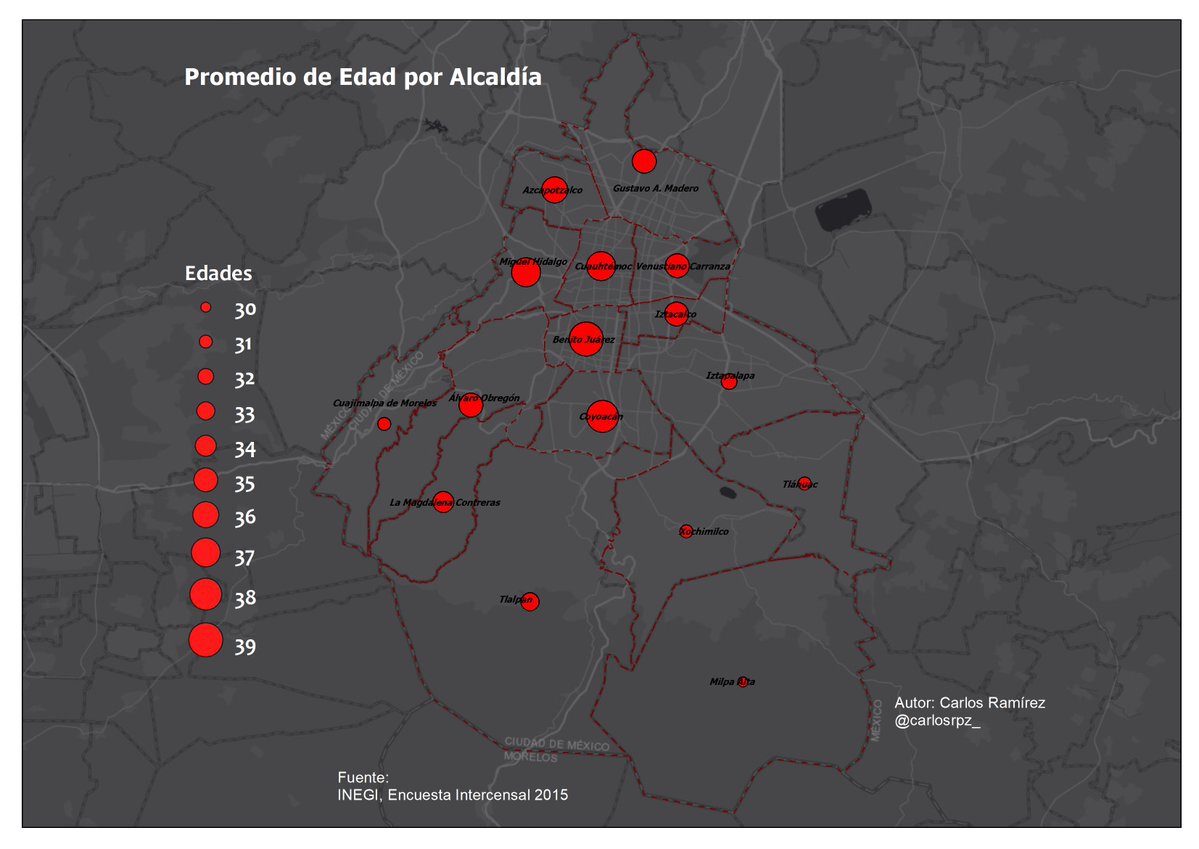 Promedio de Edad por Alcaldía
Azcapotzalco
Gustavo A. Madero
Miguel Hidalgo
Cuauhtemoc
Venustiano Carranza
Iztacalco
Benito Juárez
Iztapalapa
Cuajimalpa de Morelos
Álvaro Obregón
Coyoacán
Tláhuac
La Magdalena Contreras
Xochimilco
Tlalpan
Milpa Alta
Edades
30
31
32
33
34
35
36
37
38
39
MÉXICO
CIUDAD DE MÉXICO
CIUDAD DE MÉXICO
MORELOS
MÉXICO
Autor: Carlos Ramírez
@carlosrpz_
Fuente:
INEGI, Encuesta Intercensal 2015